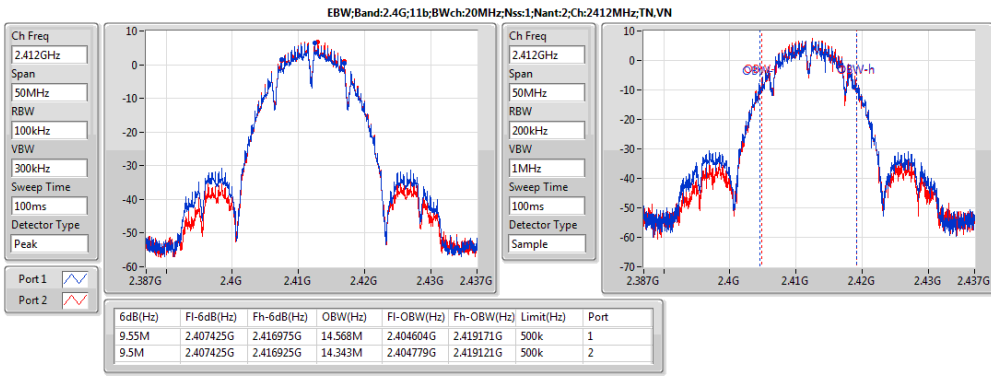 EBW;Band:2.4G;11b;BWch:20MHz;Nss:1;Nant:2;Ch:2412MHz;TN,VN
Ch Freq
2.412GHz
Span
50MHz
RBW
100kHz
VBW
300kHz
Sweep Time
100ms
Detector Type
Peak
Port 1
Port 2
10
0
-10
-20
-30
-40
-50
-60
2.387G 2.4G 2.41G 2.42G 2.437G
Ch Freq
2.412GHz
Span
50MHz
RBW
200kHz
VBW
1MHz
Sweep Time
100ms
Detector Type
Sample
10
0
-10
-20
-30
-40
-50
-60
-70
OBW-h
2.387G 2.4G 2.41G 2.42G 2.437G
6dB(Hz) Fl-6dB(Hz) Fh-6dB(Hz) OBW(Hz) Fl-OBW(Hz) Fh-OBW(Hz) Limit(Hz) Port
9.55M 2.407425G 2.416975G 14.568M 2.404604G 2.419171G 500k 1
9.5M 2.407425G 2.416925G 14.343M 2.404779G 2.419121G 500k 2